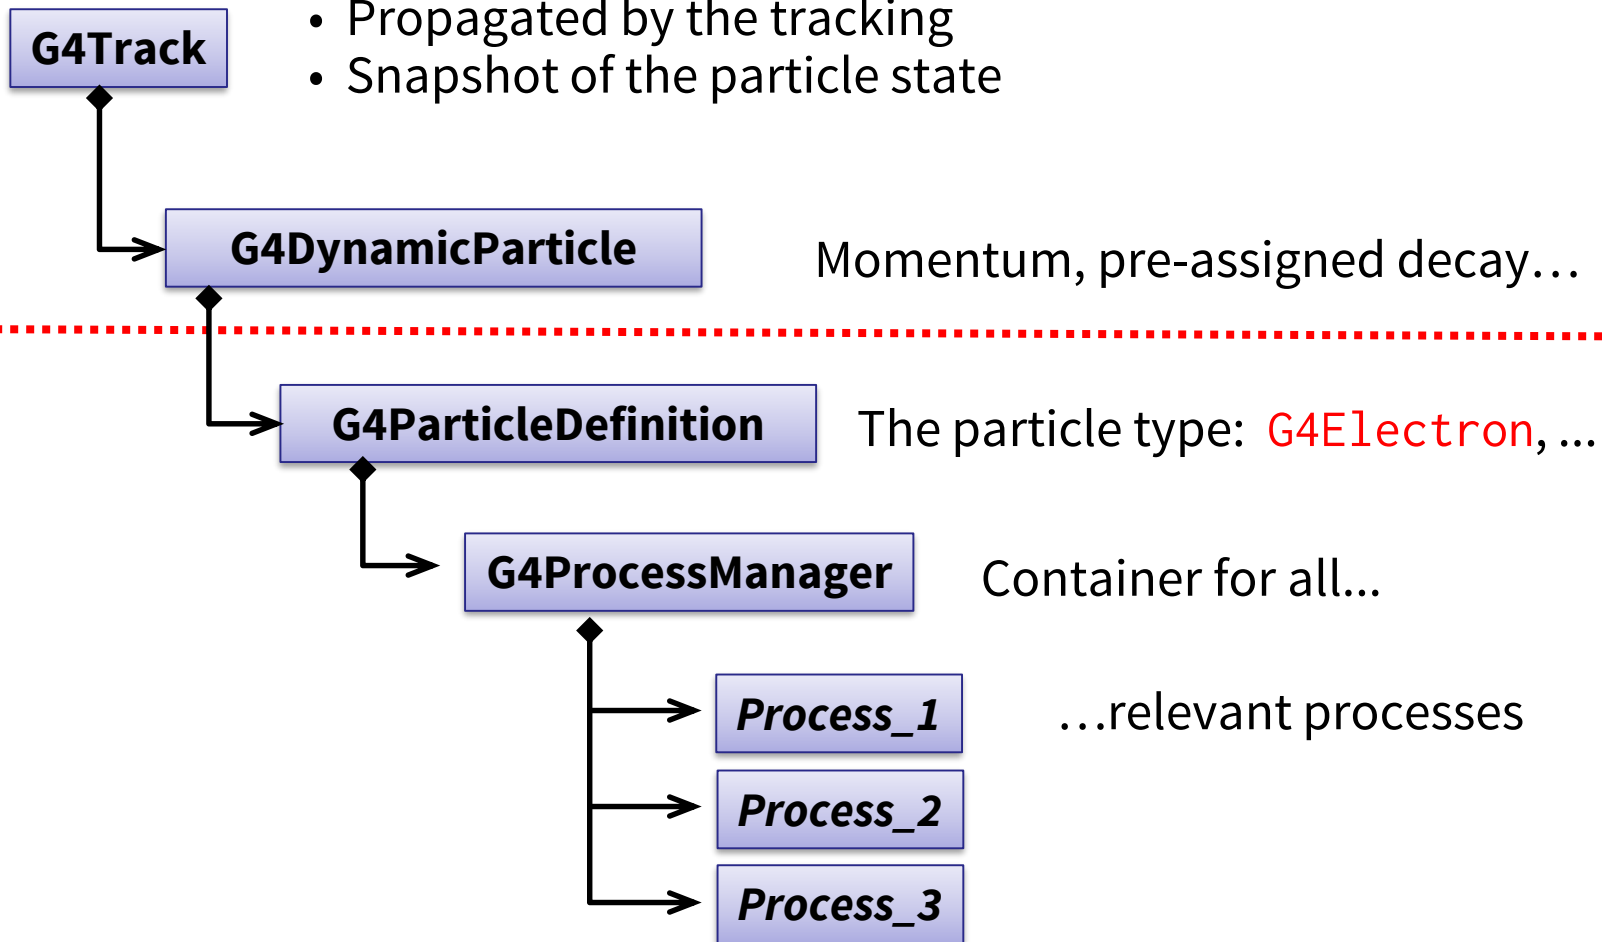 G4Track
• Propagated by the tracking
• Snapshot of the particle state
G4DynamicParticle
Momentum, pre-assigned decay…
G4ParticleDefinition
The particle type: G4Electron, ...
G4ProcessManager
Container for all...
Process_1
…relevant processes
Process_2
Process_3